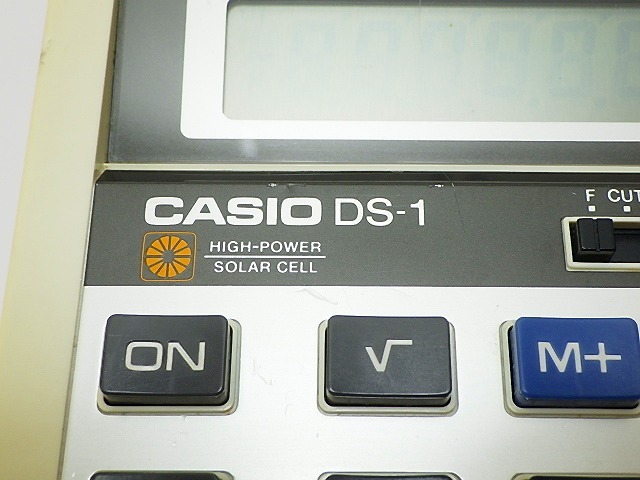 CASIO DS-1
HIGH-POWER
SOLAR CELL
F CUT
ON
√
M+